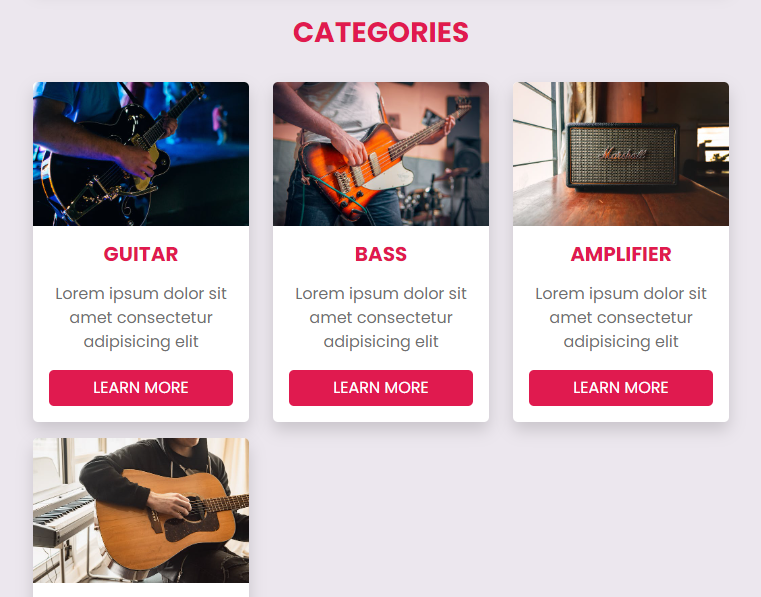 CATEGORIES
Marshall
GUITAR
BASS
AMPLIFIER
Lorem ipsum dolor sit
amet consectetur
adipisicing elit
Lorem ipsum dolor sit
amet consectetur
adipisicing elit
Lorem ipsum dolor sit
amet consectetur
adipisicing elit
LEARN MORE
LEARN MORE
LEARN MORE